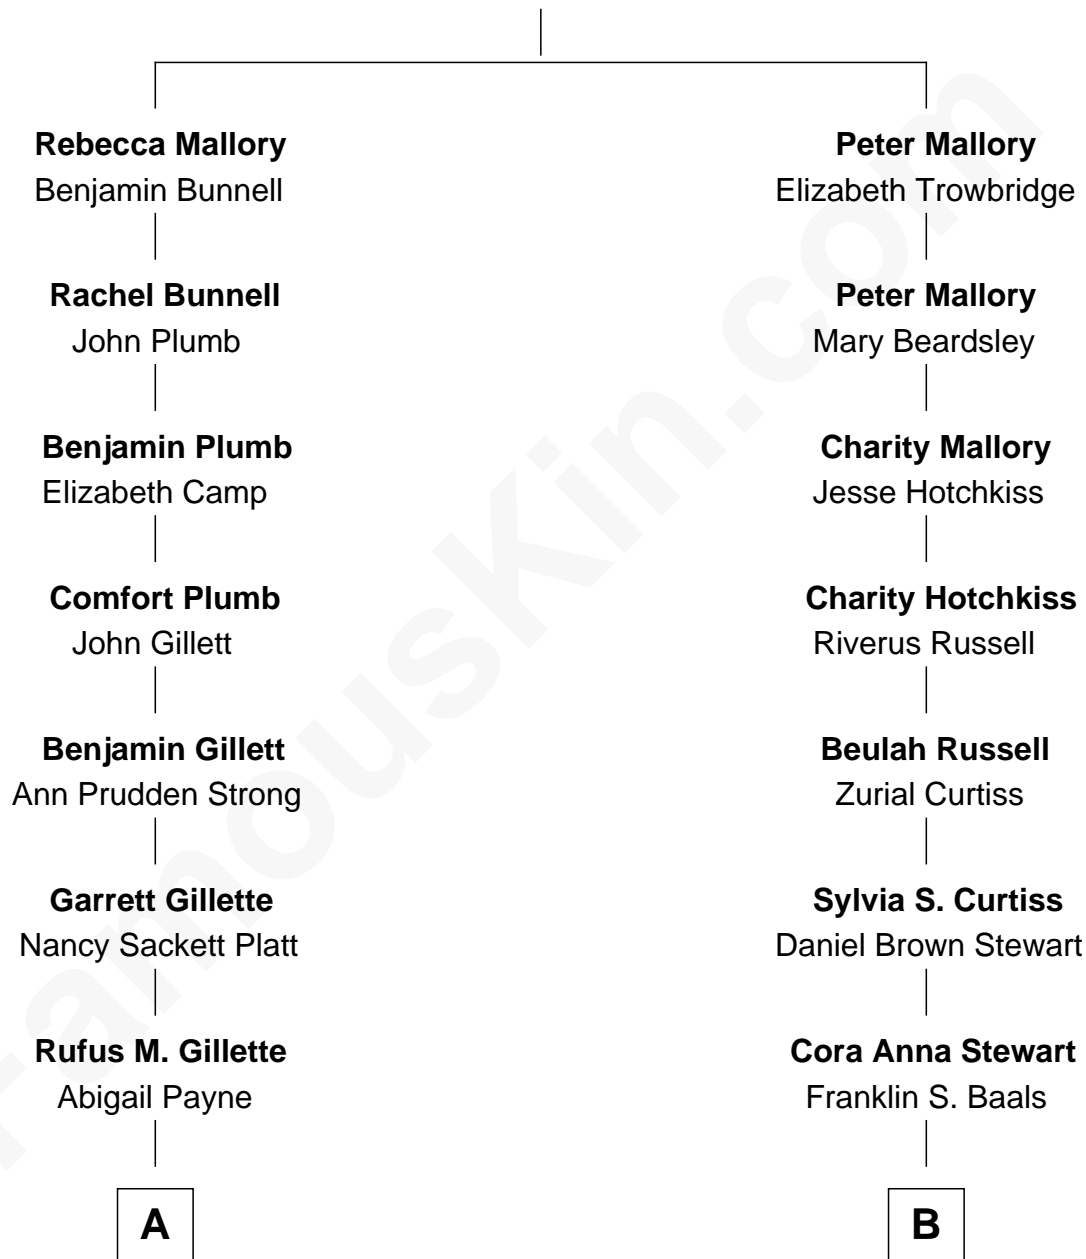 Rebecca Mallory
Benjamin Bunnell
Rachel Bunnell
John Plumb
Benjamin Plumb
Elizabeth Camp
Comfort Plumb
John Gillett
Benjamin Gillett
Ann Prudden Strong
Garrett Gillette
Nancy Sackett Platt
Rufus M. Gillette
Abigail Payne
A
Peter Mallory
Elizabeth Trowbridge
Peter Mallory
Mary Beardsley
Charity Mallory
Jesse Hotchkiss
Charity Hotchkiss
Riverus Russell
Beulah Russell
Zurial Curtiss
Sylvia S. Curtiss
Daniel Brown Stewart
Cora Anna Stewart
Franklin S. Baals
B
FamousKin.com